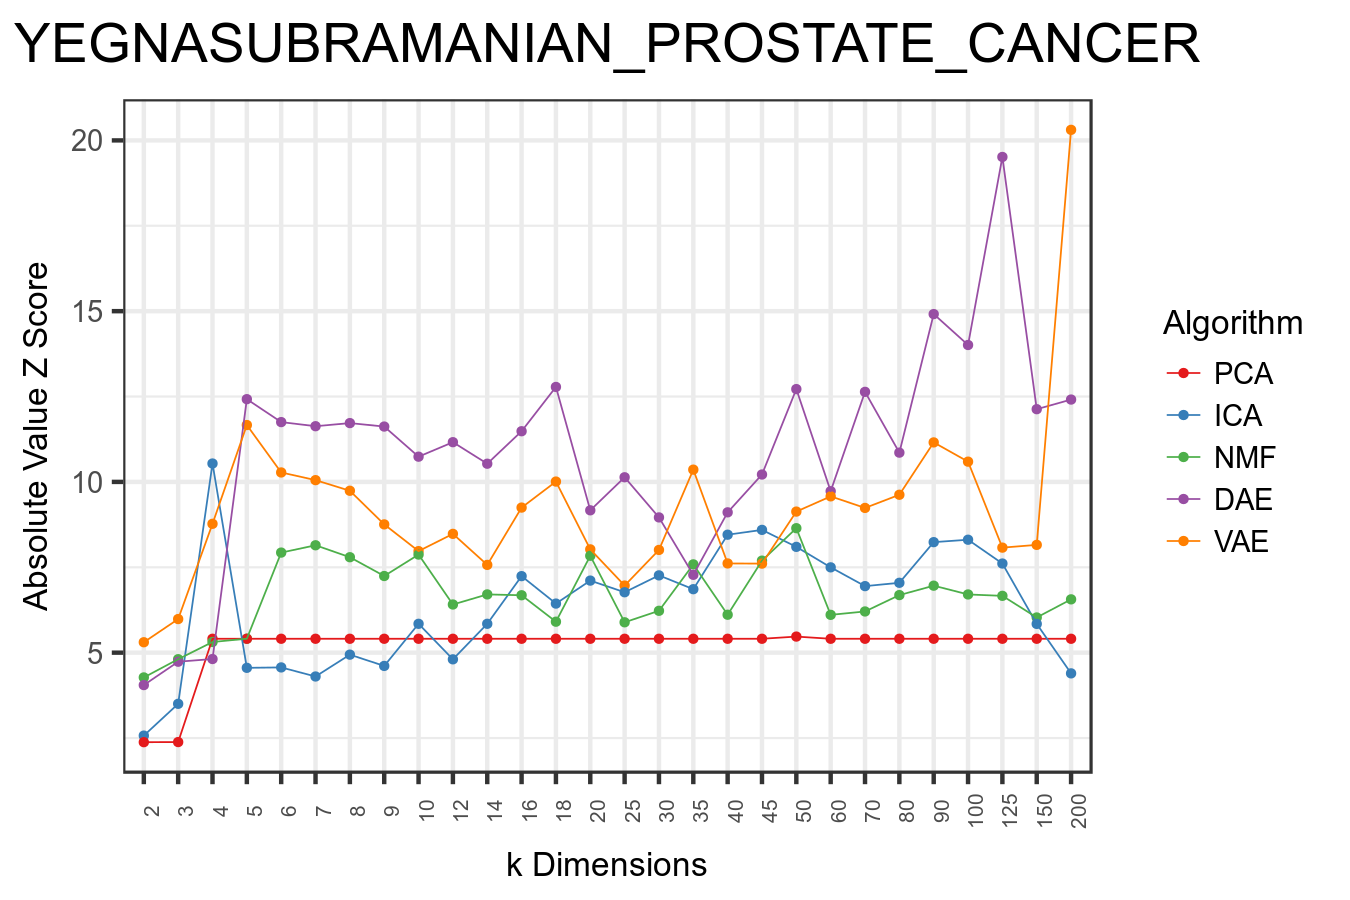 YEGNASUBRAMANIAN_PROSTATE_CANCER
Absolute Value Z Score
20
15
10
5
2 3 4 5 6 7 8 9 10 12 14 16 18 20 25 30 35 40 45 50 60 70 80 90 100 125 150 200
k Dimensions
Algorithm
PCA
ICA
NMF
DAE
VAE